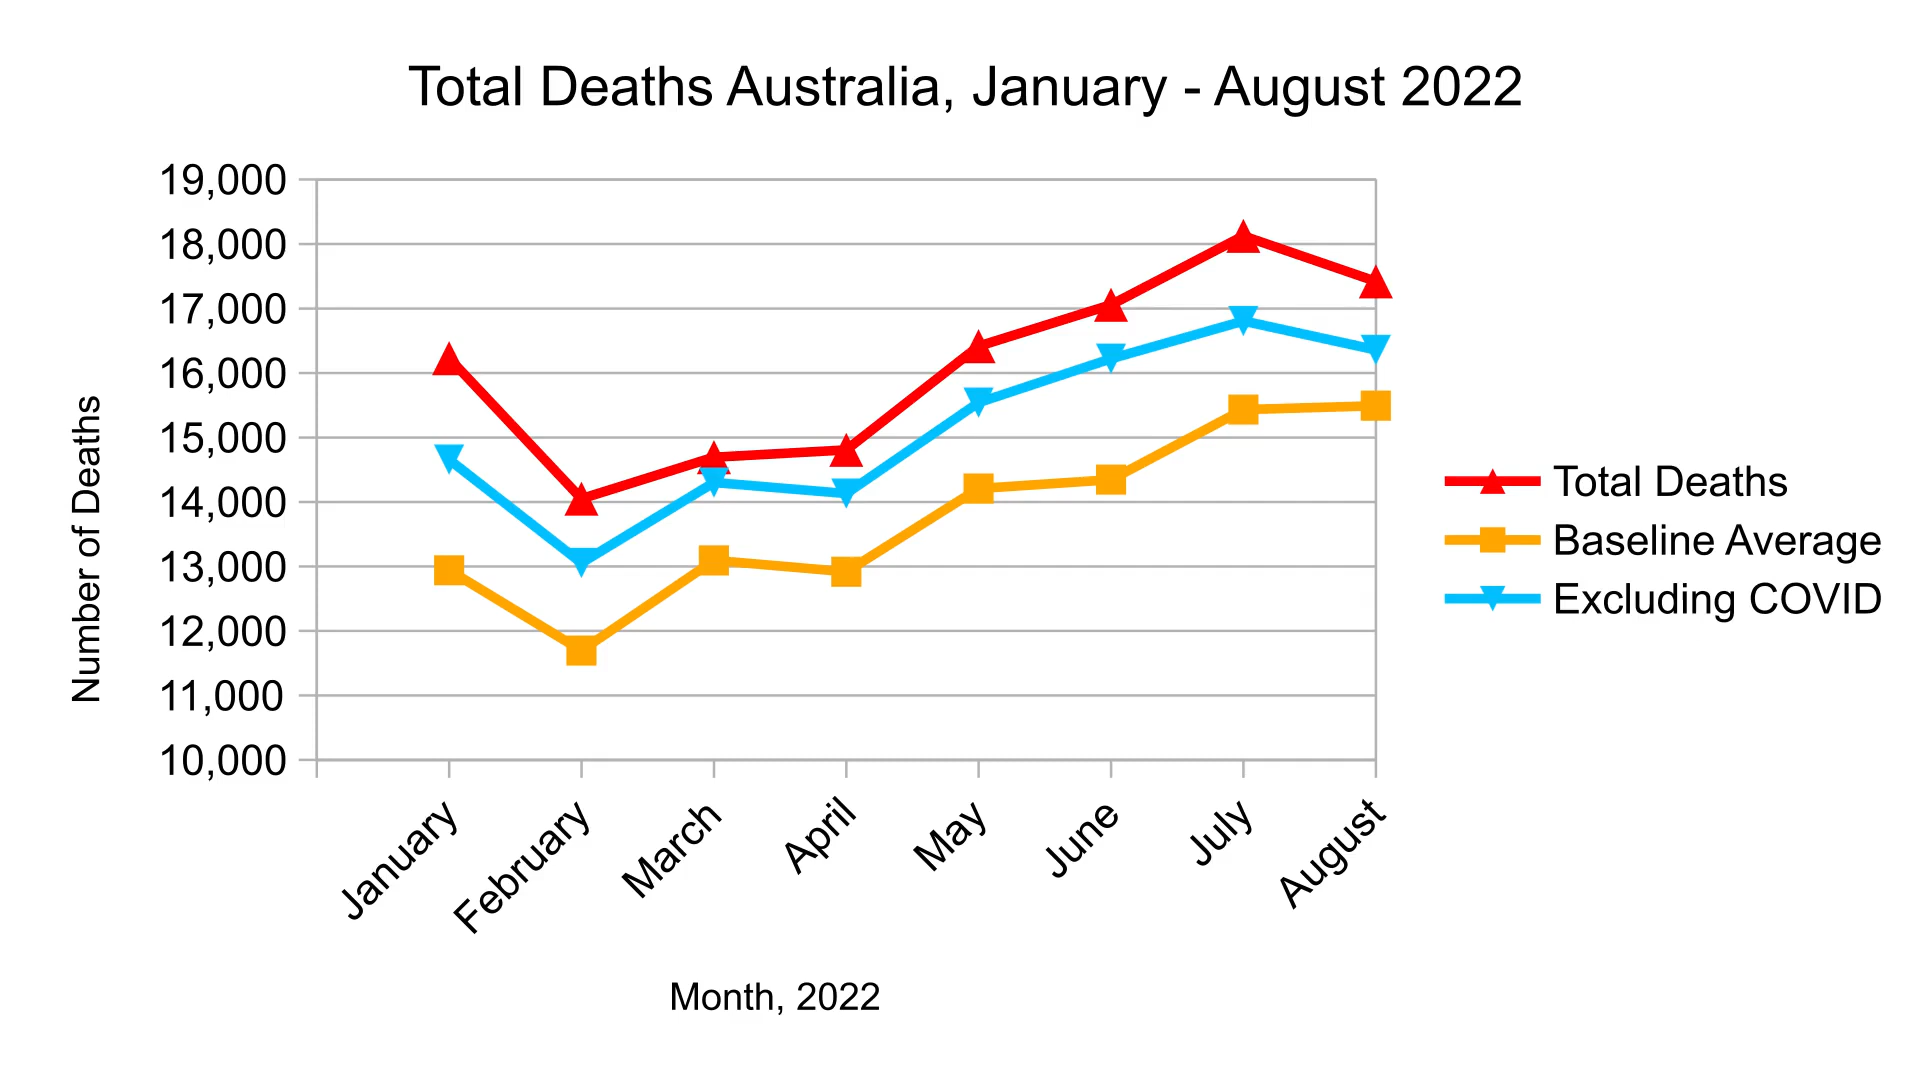 Total Deaths Australia, January - August 2022
19,000
18,000
17,000
16,000
15,000
14,000
13,000
12,000
11,000
10,000
Number of Deaths
January
February
March
April
May
June
July
August
Month, 2022
Total Deaths
Baseline Average
Excluding COVID